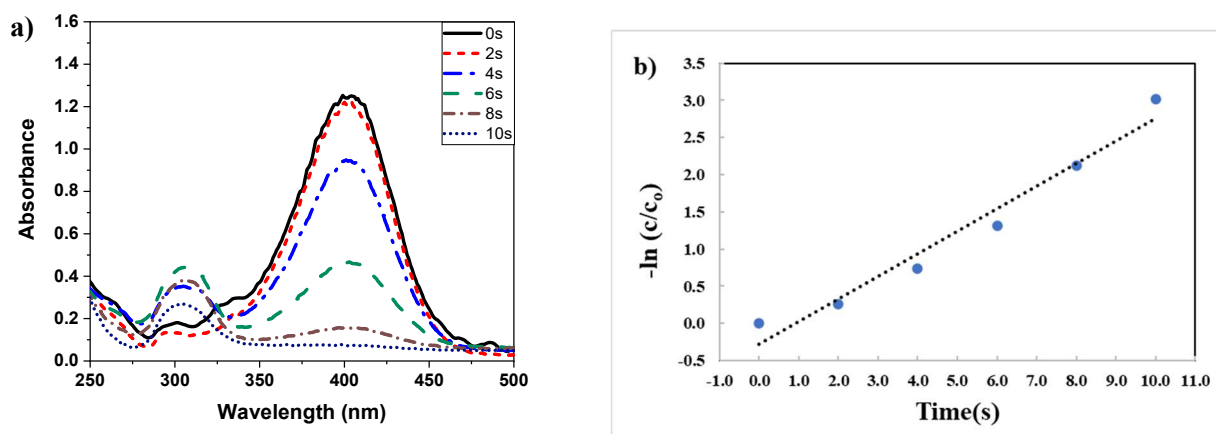 a)
1.6
1.4
1.2
1.0
0.8
0.6
0.4
0.2
0.0
Absorbance
250 300 350 400 450 500
Wavelength (nm)
0s
2s
4s
6s
8s
10s
b)
3.5
3.0
2.5
2.0
1.5
1.0
0.5
0.0
-0.5
-ln (c/co)
-1.0 0.0 1.0 2.0 3.0 4.0 5.0 6.0 7.0 8.0 9.0 10.0 11.0
Time(s)